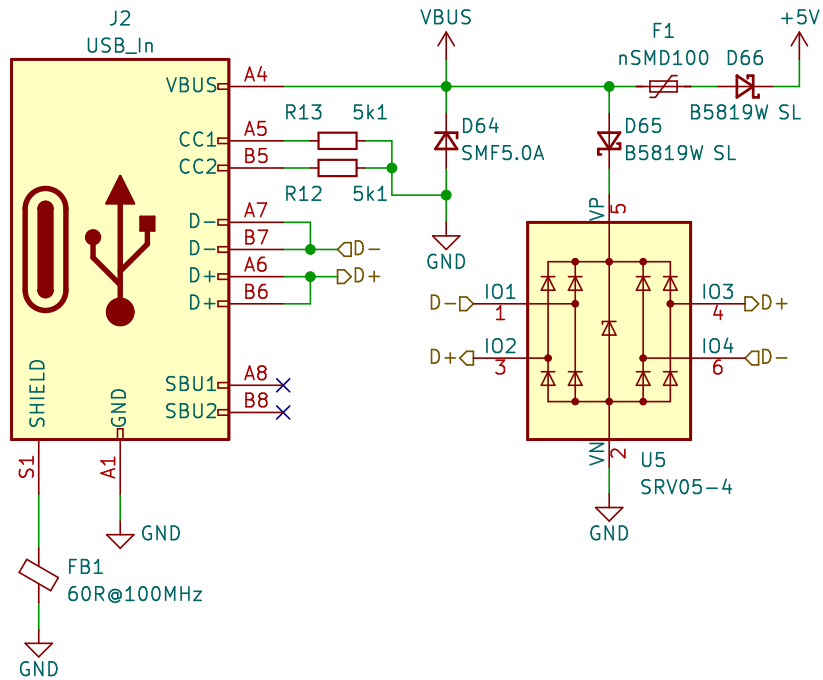 J2
USB_In
VBUS
A4
CC1
A5
CC2
B5
D-
A7
D-
B7
D+
A6
D+
B6
SBU1
A8
SBU2
B8
SHIELD
GND
S1
A1
GND
FB1
60R@100MHz
GND
R13 5k1
R12 5k1
D-
D+
VBUS
D64
SMF5.0A
GND
F1
nSMD100
D66
B5819W SL
+5V
D65
B5819W SL
VP
5
D-
IO1
1
D+
IO2
3
IO3
4
D+
IO4
6
D-
VN
2
U5
SRV05-4
GND